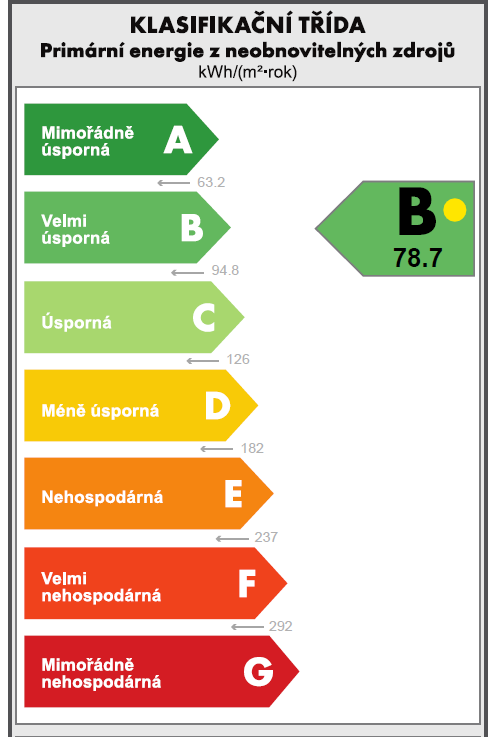 KLASIFIKAČNÍ TŘÍDA
Primární energie z neobnovitelných zdrojů
kWh/(m²·rok)
Mimořádně
úsporná
A
63.2
Velmi
úsporná
B
94.8
B
78.7
Úsporná
C
126
Méně úsporná
D
182
Nehospodárná
E
237
Velmi
nehospodárná
F
292
Mimořádně
nehospodárná
G